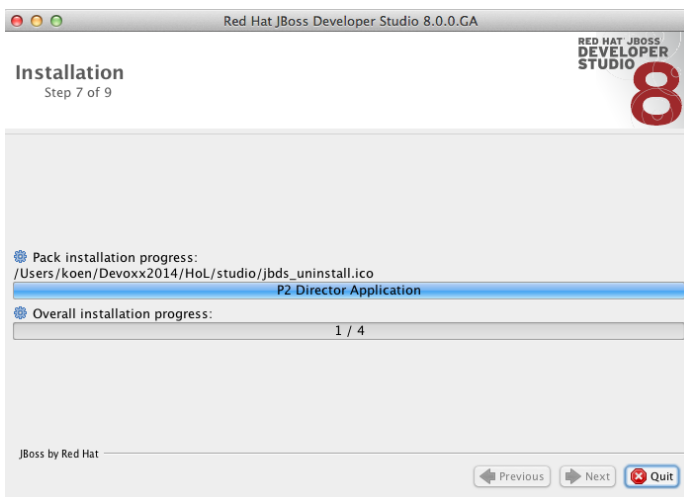 Red Hat JBoss Developer Studio 8.0.0.GA
RED HAT JBOSS
DEVELOPER
STUDIO
8
Installation
Step 7 of 9
Pack installation progress:
/Users/koen/Devoxx2014/HoL/studio/jbds_uninstall.ico
P2 Director Application
Overall installation progress:
1 / 4
JBoss by Red Hat
Previous Next Quit